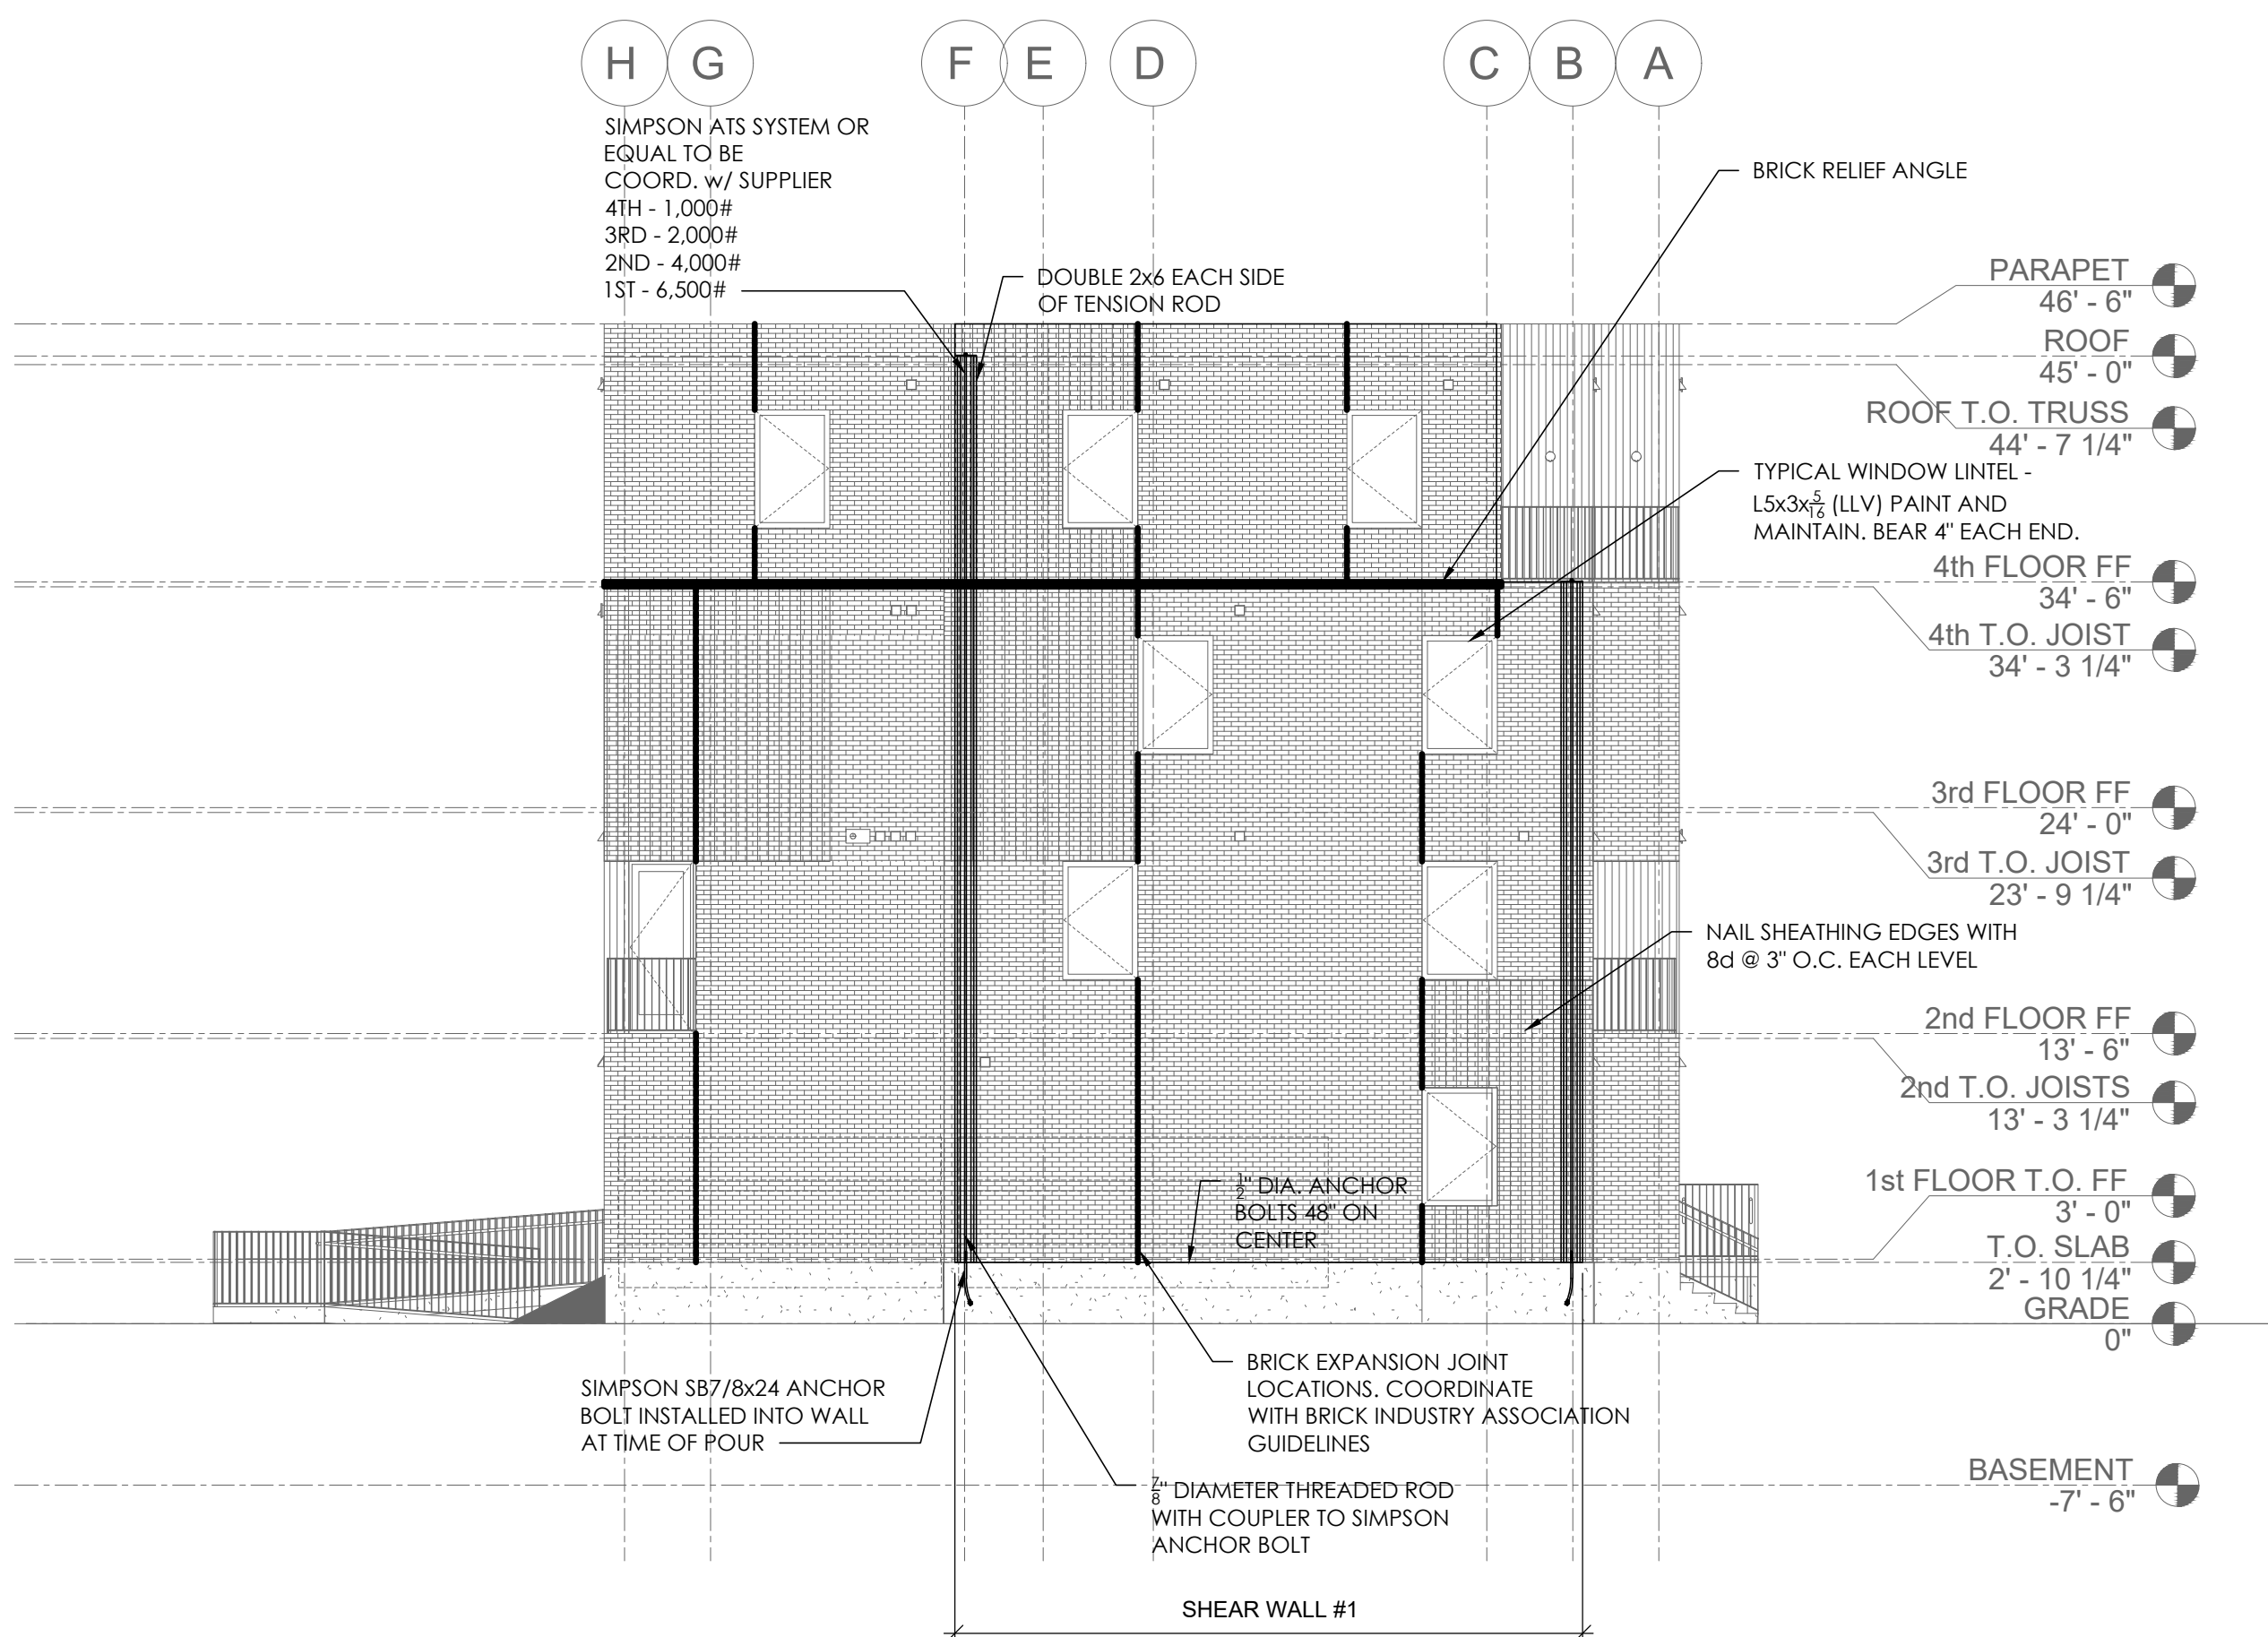 H G F E D C B A
SIMPSON ATS SYSTEM OR
EQUAL TO BE
COORD. w/ SUPPLIER
4TH - 1,000#
3RD - 2,000#
2ND - 4,000#
1ST - 6,500#
DOUBLE 2x6 EACH SIDE
OF TENSION ROD
BRICK RELIEF ANGLE
PARAPET
46' - 6"
ROOF
45' - 0"
ROOF T.O. TRUSS
44' - 7 1/4"
TYPICAL WINDOW LINTEL -
L5x3x5/16 (LLV) PAINT AND
MAINTAIN. BEAR 4" EACH END.
4th FLOOR FF
34' - 6"
4th T.O. JOIST
34' - 3 1/4"
3rd FLOOR FF
24' - 0"
3rd T.O. JOIST
23' - 9 1/4"
NAIL SHEATHING EDGES WITH
8d @ 3" O.C. EACH LEVEL
2nd FLOOR FF
13' - 6"
2nd T.O. JOISTS
13' - 3 1/4"
1/2" DIA. ANCHOR
BOLTS 48" ON
CENTER
1st FLOOR T.O. FF
3' - 0"
T.O. SLAB
2' - 10 1/4"
GRADE
0"
SIMPSON SB7/8x24 ANCHOR
BOLT INSTALLED INTO WALL
AT TIME OF POUR
BRICK EXPANSION JOINT
LOCATIONS. COORDINATE
WITH BRICK INDUSTRY ASSOCIATION
GUIDELINES
7/8" DIAMETER THREADED ROD
WITH COUPLER TO SIMPSON
ANCHOR BOLT
BASEMENT
-7' - 6"
SHEAR WALL #1